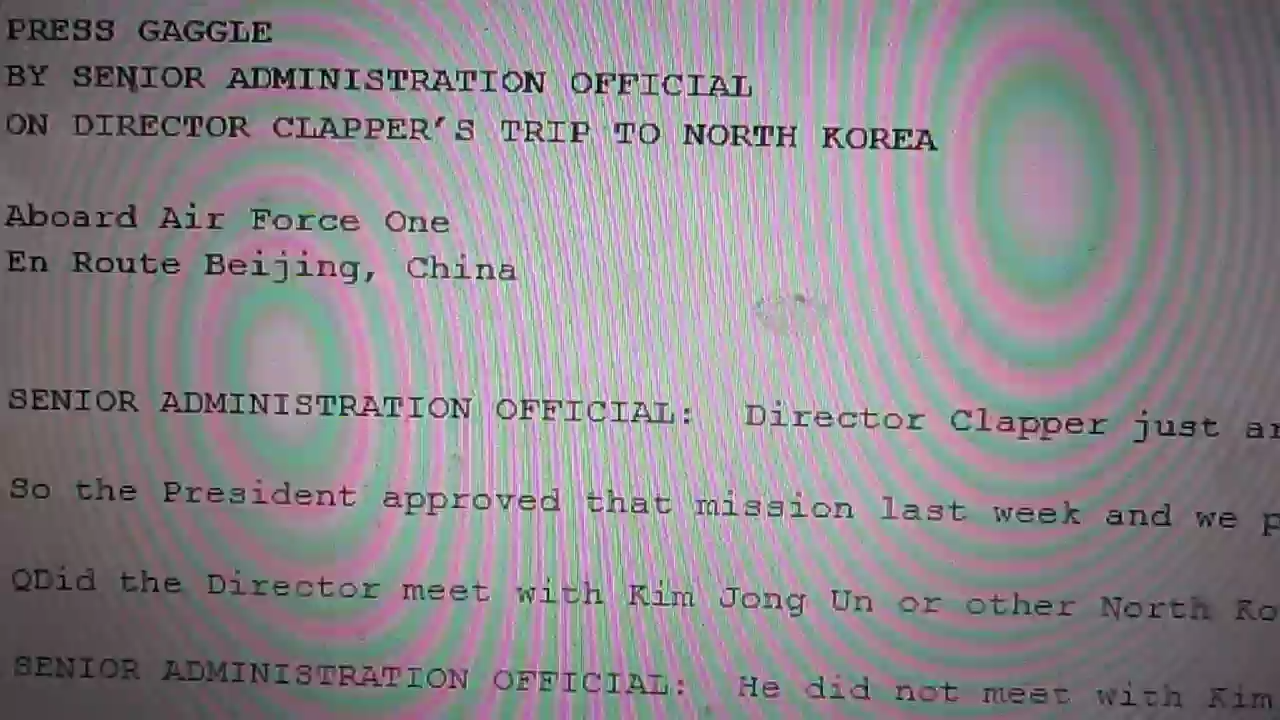 PRESS GAGGLE
BY SENIOR ADMINISTRATION OFFICIAL
ON DIRECTOR CLAPPER'S TRIP TO NORTH KOREA
Aboard Air Force One
En Route Beijing, China
SENIOR ADMINISTRATION OFFICIAL: Director Clapper just
So the President approved that mission last week and we
QDid the Director meet with Kim Jong Un or other North
SENIOR ADMINISTRATION OFFICIAL: He did not meet with Kim